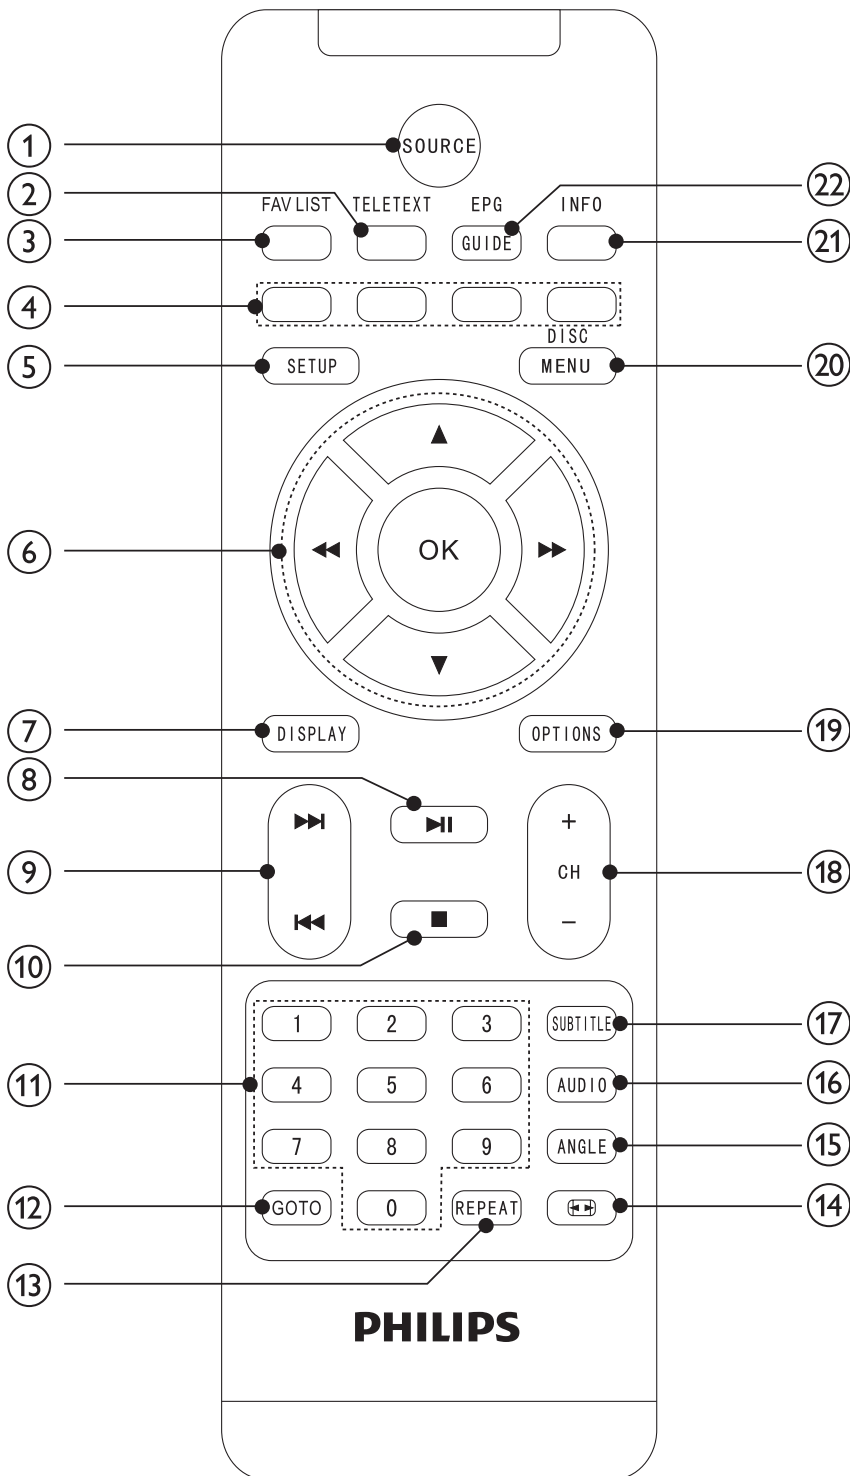 1 SOURCE
2 22
FAV LIST TELETEXT EPG INFO
3 GUIDE 21
4
DISC
5 SETUP MENU 20
6 OK
7 DISPLAY OPTIONS 19
8
+
9 CH 18
−
10
1 2 3 SUBTITLE 17
11 4 5 6 AUDIO 16
7 8 9 ANGLE 15
12 GOTO 0 REPEAT 14
13
PHILIPS